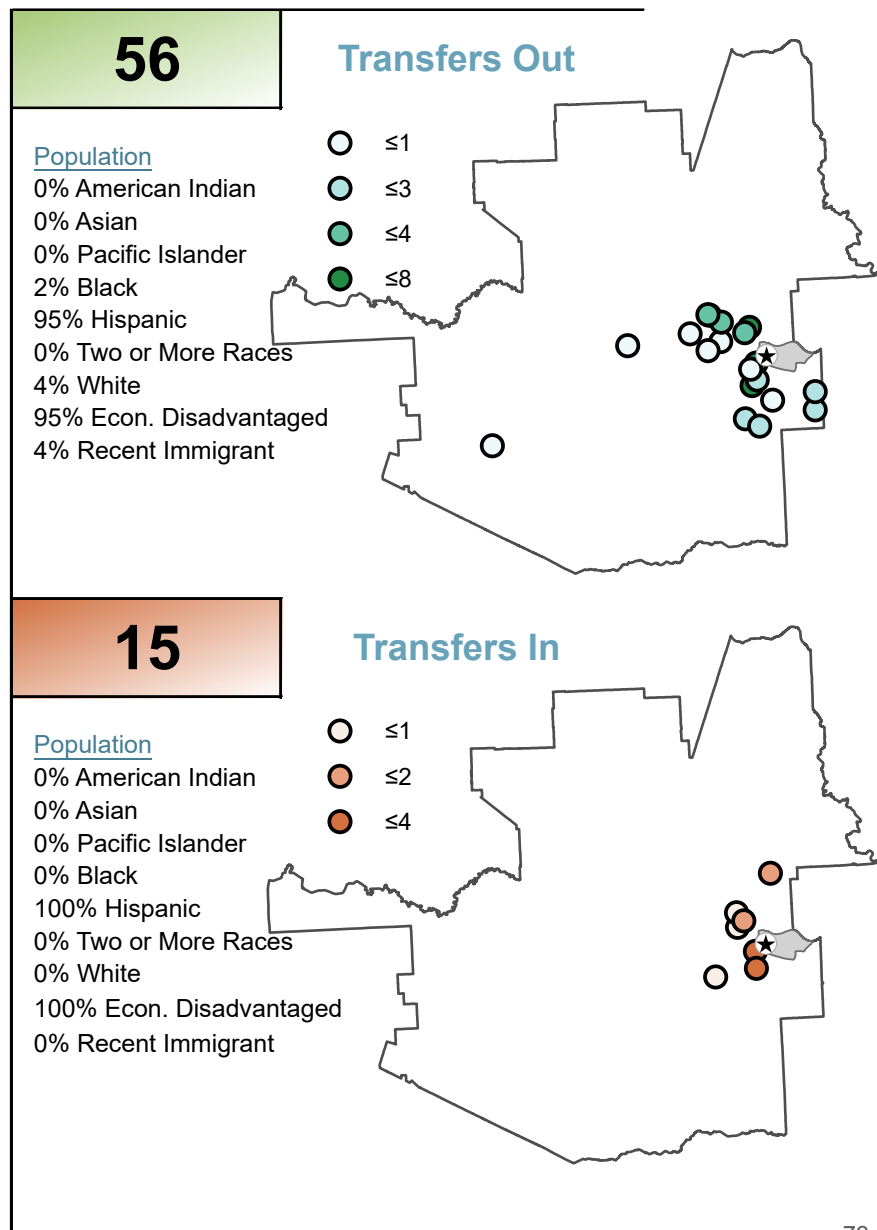 56
Transfers Out
Population
0% American Indian
0% Asian
0% Pacific Islander
2% Black
95% Hispanic
0% Two or More Races
4% White
95% Econ. Disadvantaged
4% Recent Immigrant
≤1
≤3
≤4
≤8
15
Transfers In
Population
0% American Indian
0% Asian
0% Pacific Islander
0% Black
100% Hispanic
0% Two or More Races
0% White
100% Econ. Disadvantaged
0% Recent Immigrant
≤1
≤2
≤4